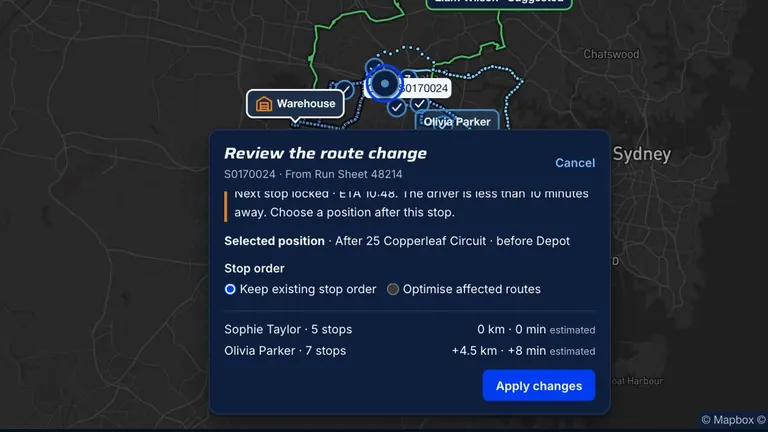 Liam Wilson · Suggested
Chatswood
Warehouse
S0170024
Olivia Parker
Sydney
Review the route change
Cancel
S0170024 · From Run Sheet 48214
Next stop locked · ETA 10:48. The driver is less than 10 minutes
away. Choose a position after this stop.
Selected position · After 25 Copperleaf Circuit · before Depot
Stop order
Keep existing stop order
Optimise affected routes
Sophie Taylor · 5 stops
0 km · 0 min estimated
Olivia Parker · 7 stops
+4.5 km · +8 min estimated
Apply changes
© Mapbox ©